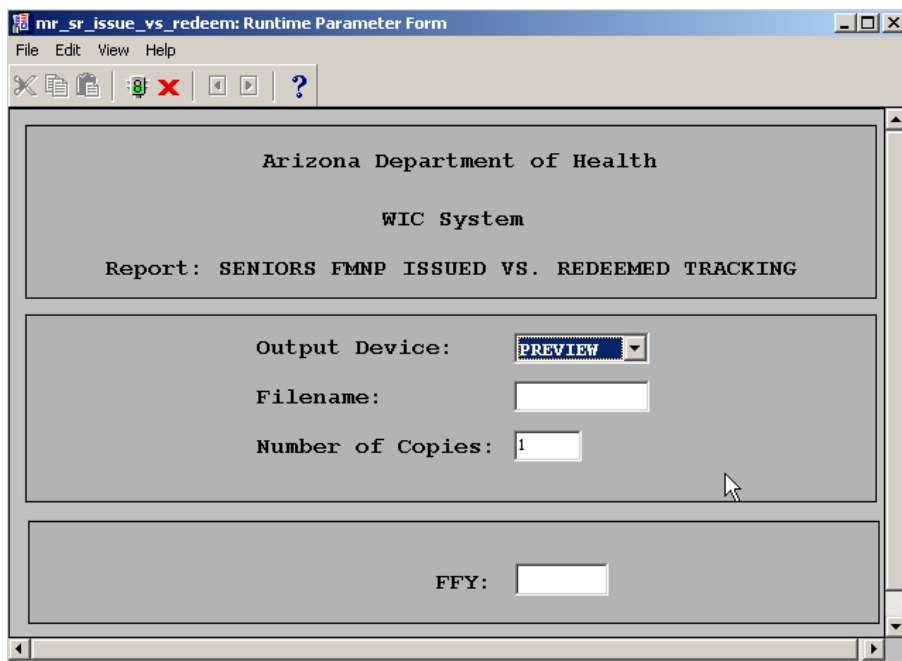 mr_sr_issue_vs_redeem: Runtime Parameter Form
File Edit View Help
Arizona Department of Health
WIC System
Report: SENIORS FMNP ISSUED VS. REDEEMED TRACKING
Output Device: PREVIEW
Filename:
Number of Copies: 1
FFY: